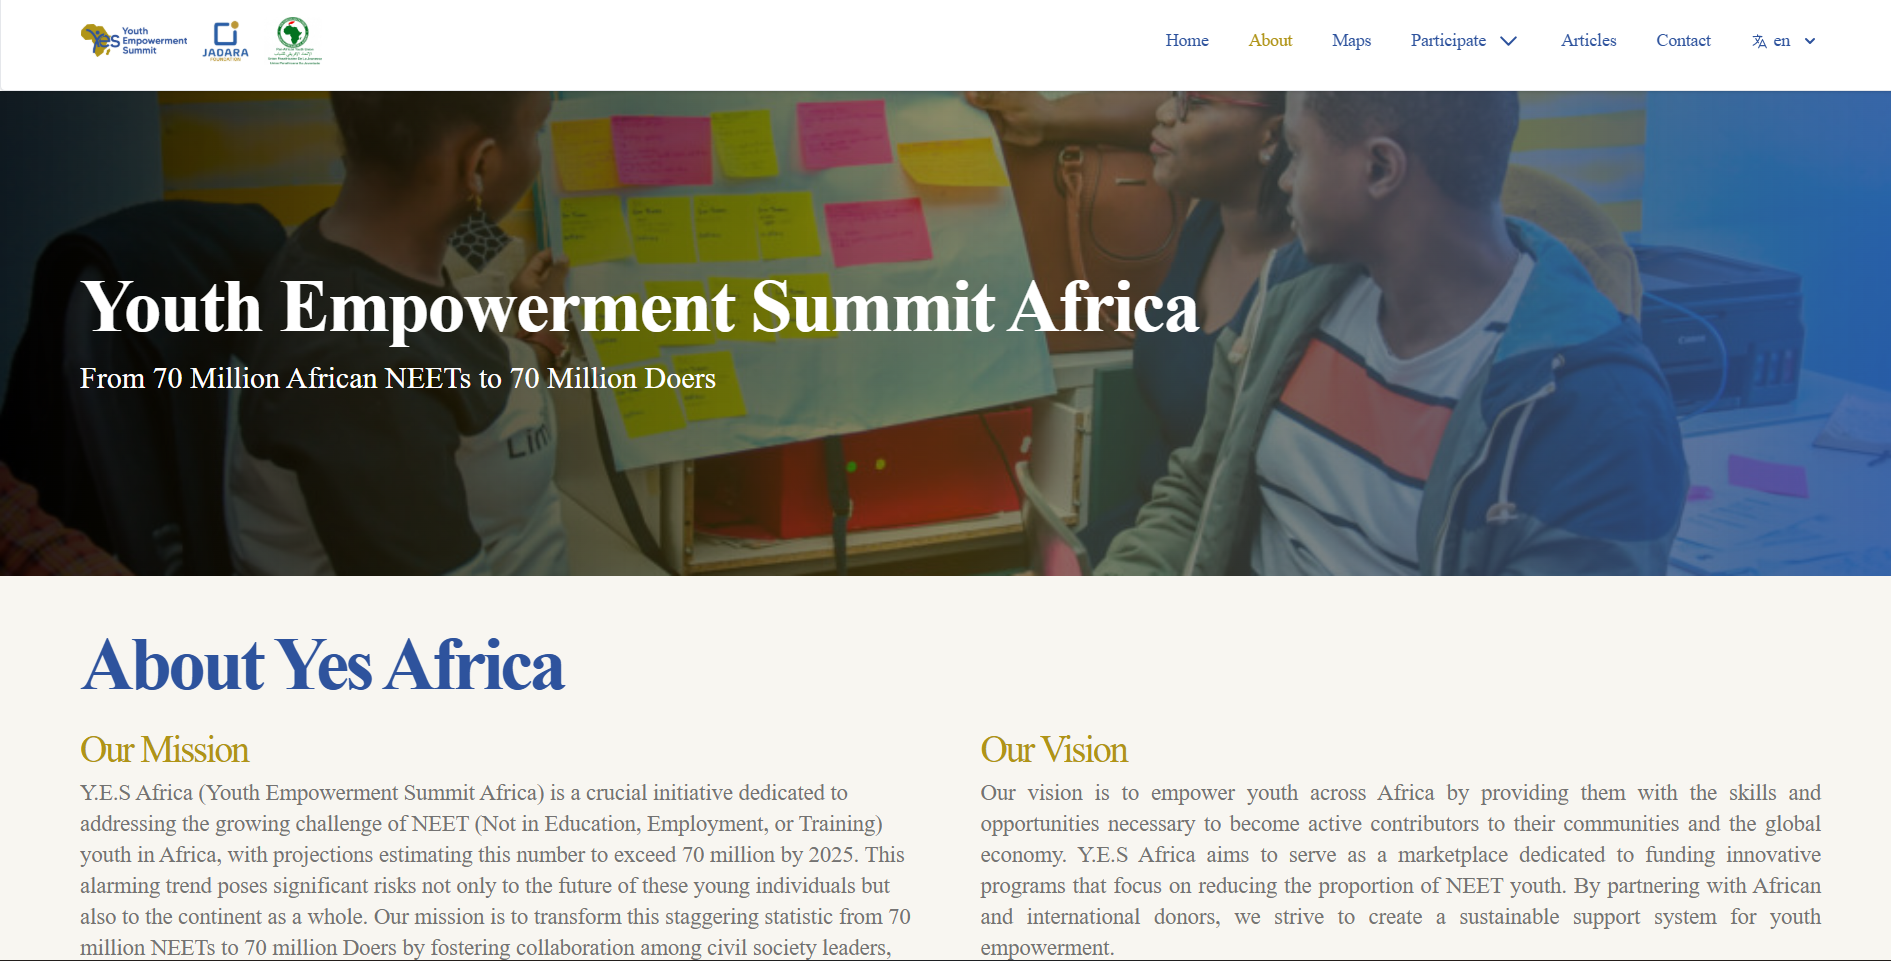 Yes Youth
Empowerment
Summit
JADARA
FOUNDATION
Home
About
Maps
Participate
Articles
Contact
en
Youth Empowerment Summit Africa
From 70 Million African NEETs to 70 Million Doers
About Yes Africa
Our Mission
Y.E.S Africa (Youth Empowerment Summit Africa) is a crucial initiative dedicated to
addressing the growing challenge of NEET (Not in Education, Employment, or Training)
youth in Africa, with projections estimating this number to exceed 70 million by 2025. This
alarming trend poses significant risks not only to the future of these young individuals but
also to the continent as a whole. Our mission is to transform this staggering statistic from 70
million NEETs to 70 million Doers by fostering collaboration among civil society leaders,
Our Vision
Our vision is to empower youth across Africa by providing them with the skills and
opportunities necessary to become active contributors to their communities and the global
economy. Y.E.S Africa aims to serve as a marketplace dedicated to funding innovative
programs that focus on reducing the proportion of NEET youth. By partnering with African
and international donors, we strive to create a sustainable support system for youth
empowerment.